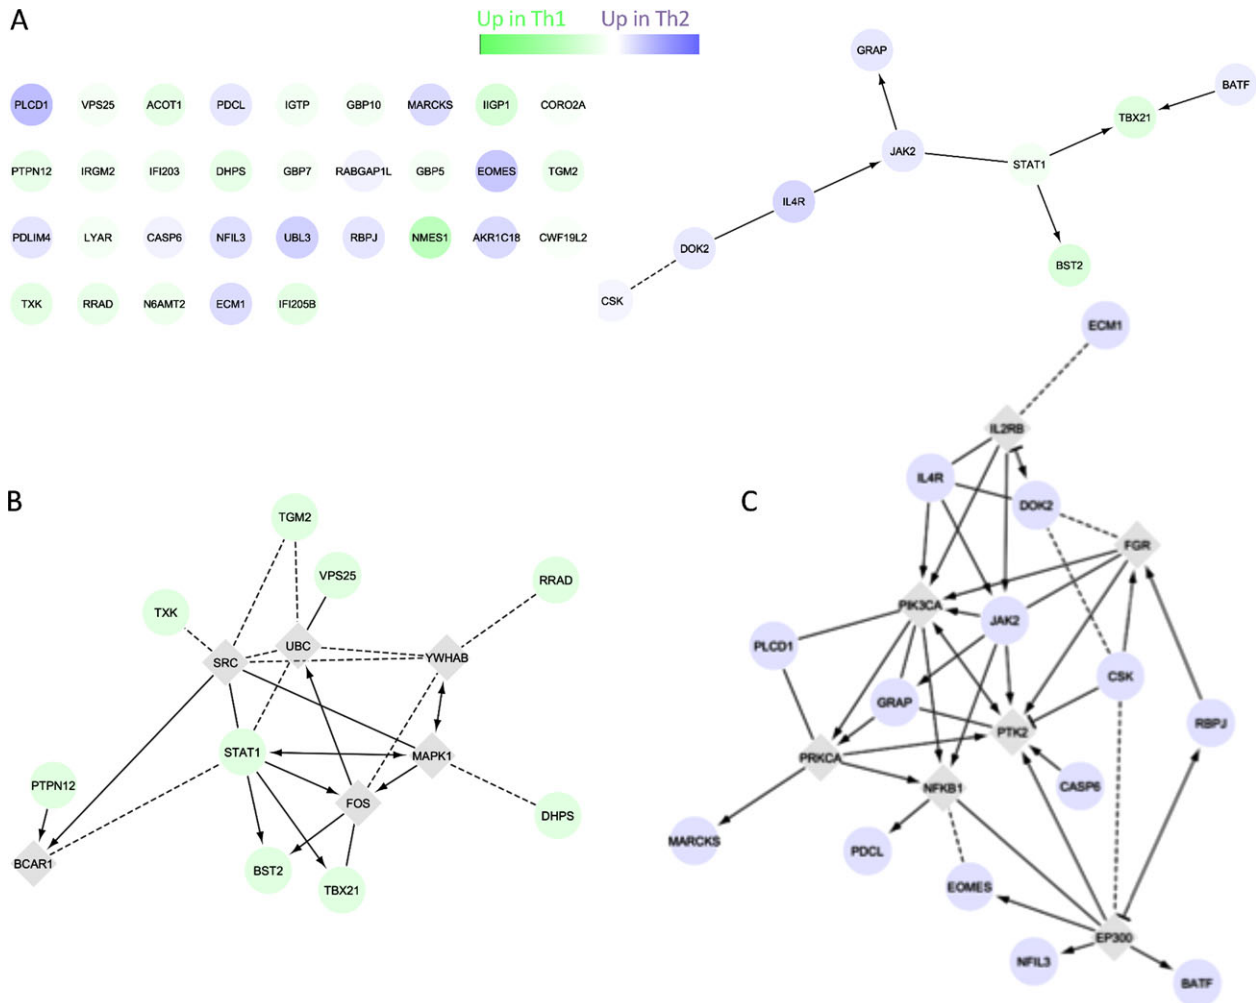 A
Up in Th1 Up in Th2
PLCD1 VPS25 ACOT1 PDCL IGTP GBP10 MARCKS IIGP1 CORO2A
PTPN12 IRGM2 IFI203 DHPS GBP7 RABGAP1L GBP5 EOMES TGM2
PDLIM4 LYAR CASP6 NFIL3 UBL3 RBPJ NMES1 AKR1C18 CWF19L2
TXK RRAD N6AMT2 ECM1 IFI205B
GRAP
BATF
TBX21
JAK2
STAT1
IL4R
DOK2
BST2
CSK
B
TGM2
VPS25
RRAD
TXK
UBC
SRC
YWHAB
STAT1
MAPK1
PTPN12
FOS
DHPS
BCAR1
BST2
TBX21
C
ECM1
IL2RB
IL4R
DOK2
FGR
PIK3CA
JAK2
PLCD1
CSK
GRAP
RBPJ
PTK2
PRKCA
NFKB1
CASP6
MARCKS
PDCL
EOMES
EP300
NFIL3
BATF